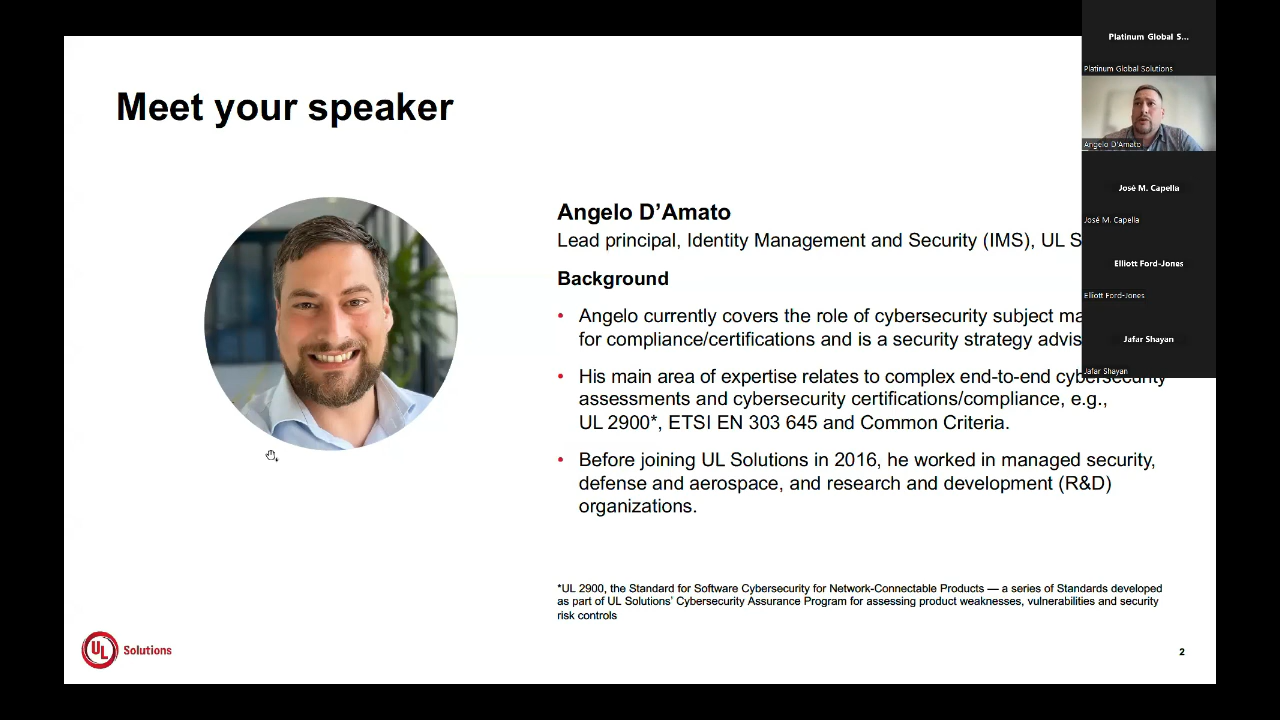 Meet your speaker
Angelo D'Amato
Lead principal, Identity Management and Security (IMS), UL S
Background
• Angelo currently covers the role of cybersecurity subject ma
for compliance/certifications and is a security strategy advis
• His main area of expertise relates to complex end-to-end cybersecurity
assessments and cybersecurity certifications/compliance, e.g.,
UL 2900*, ETSI EN 303 645 and Common Criteria.
• Before joining UL Solutions in 2016, he worked in managed security,
defense and aerospace, and research and development (R&D)
organizations.
*UL 2900, the Standard for Software Cybersecurity for Network-Connectable Products — a series of Standards developed
as part of UL Solutions' Cybersecurity Assurance Program for assessing product weaknesses, vulnerabilities and security
risk controls
UL Solutions
2
Platinum Global S...
Platinum Global Solutions
Angelo D'Amato
José M. Capella
José M. Capella
Elliott Ford-Jones
Elliott Ford-Jones
Jafar Shayan
Jafar Shayan